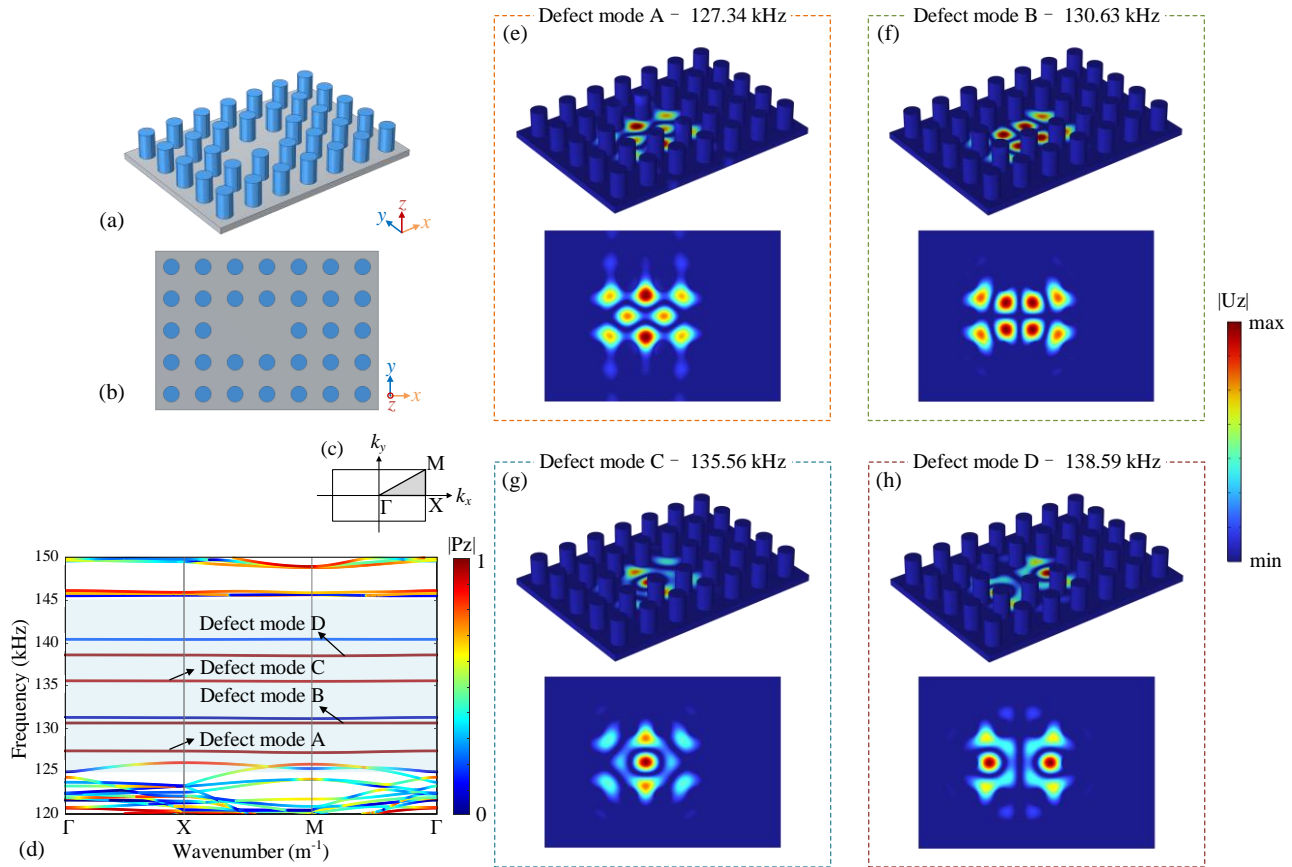 Defect mode A - 127.34 kHz
Defect mode B - 130.63 kHz
(e)
(f)
z
y
x
(a)
|Uz|
max
min
y
x
z
(b)
(c)
k_y
M
Γ
X
k_x
Defect mode C - 135.56 kHz
Defect mode D - 138.59 kHz
(g)
(h)
|Pz|
1
0
150
145
140
135
130
125
120
Frequency (kHz)
Defect mode D
Defect mode C
Defect mode B
Defect mode A
Γ
X
M
Γ
Wavenumber (m⁻¹)
(d)